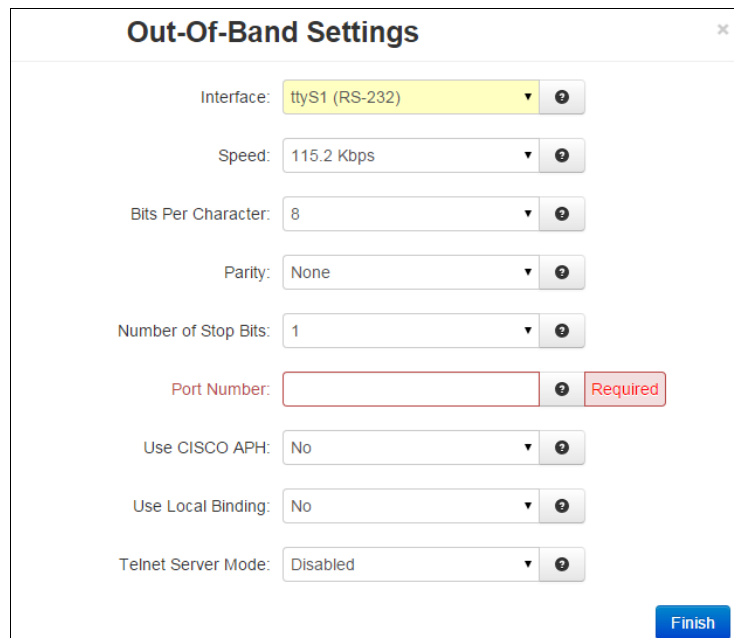 Out-Of-Band Settings ×
Interface: ttyS1 (RS-232)
Speed: 115.2 Kbps
Bits Per Character: 8
Parity: None
Number of Stop Bits: 1
Port Number: Required
Use CISCO APH: No
Use Local Binding: No
Telnet Server Mode: Disabled
Finish